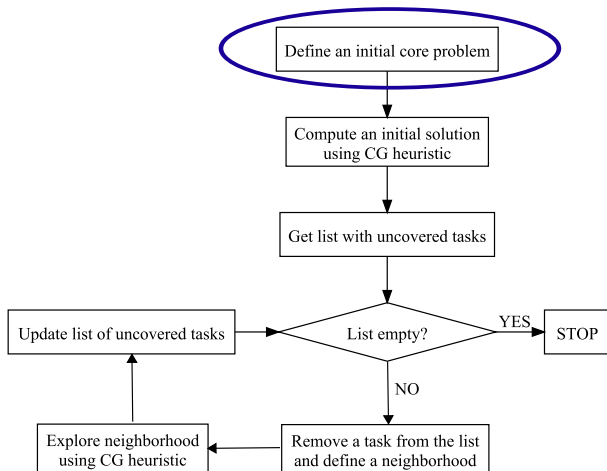 Define an initial core problem
Compute an initial solution
using CG heuristic
Get list with uncovered tasks
Update list of uncovered tasks
List empty?
YES
STOP
NO
Explore neighborhood
using CG heuristic
Remove a task from the list
and define a neighborhood